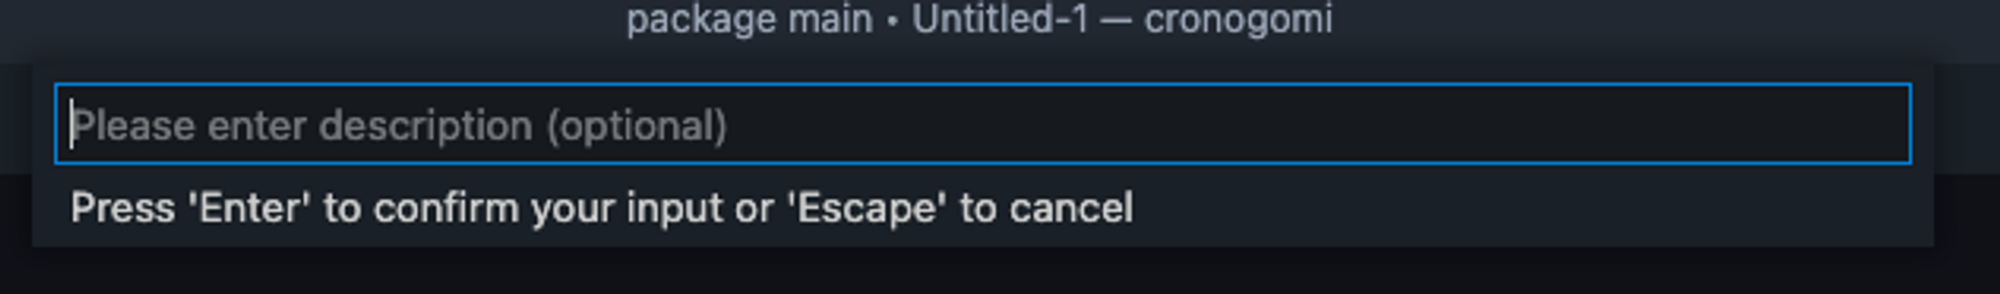 package main • Untitled-1 — cronogomi
Please enter description (optional)
Press 'Enter' to confirm your input or 'Escape' to cancel